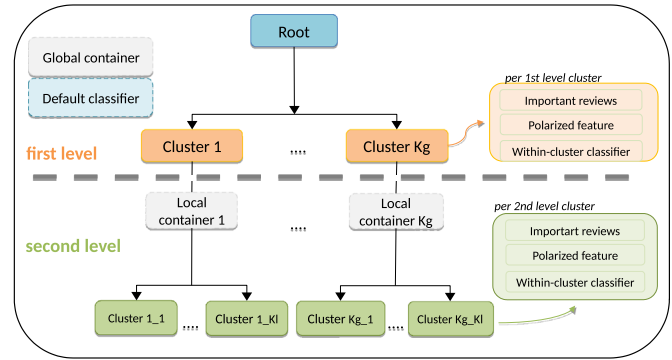 Root
Global container
Default classifier
per 1st level cluster
Important reviews
Polarized feature
Within-cluster classifier
Cluster 1
....
Cluster Kg
first level
Local
container 1
....
Local
container Kg
second level
per 2nd level cluster
Important reviews
Polarized feature
Within-cluster classifier
Cluster 1_1
....
Cluster 1_Kl
Cluster Kg_1
....
Cluster Kg_Kl